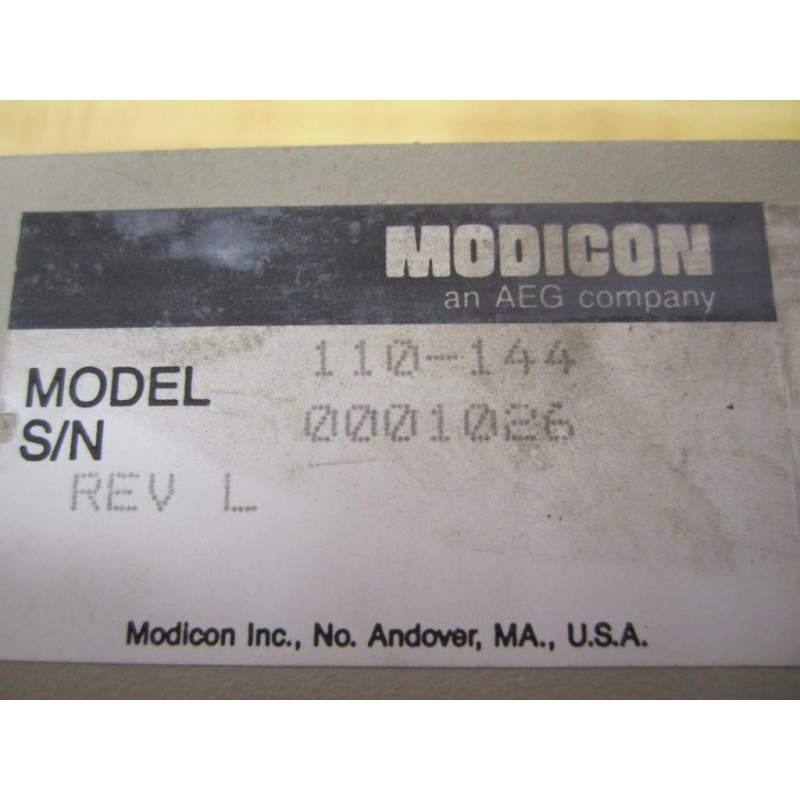 MODICON
an AEG company
MODEL 110-144
S/N 0001026
REV L
Modicon Inc., No. Andover, MA., U.S.A.